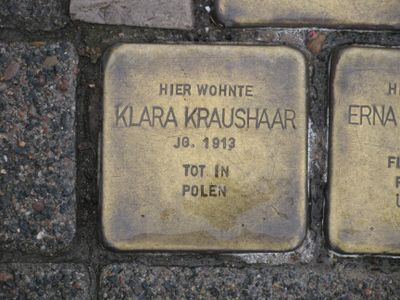 HIER WOHNTE
KLARA KRAUSHAAR
JG. 1913
TOT IN
POLEN
ERNA